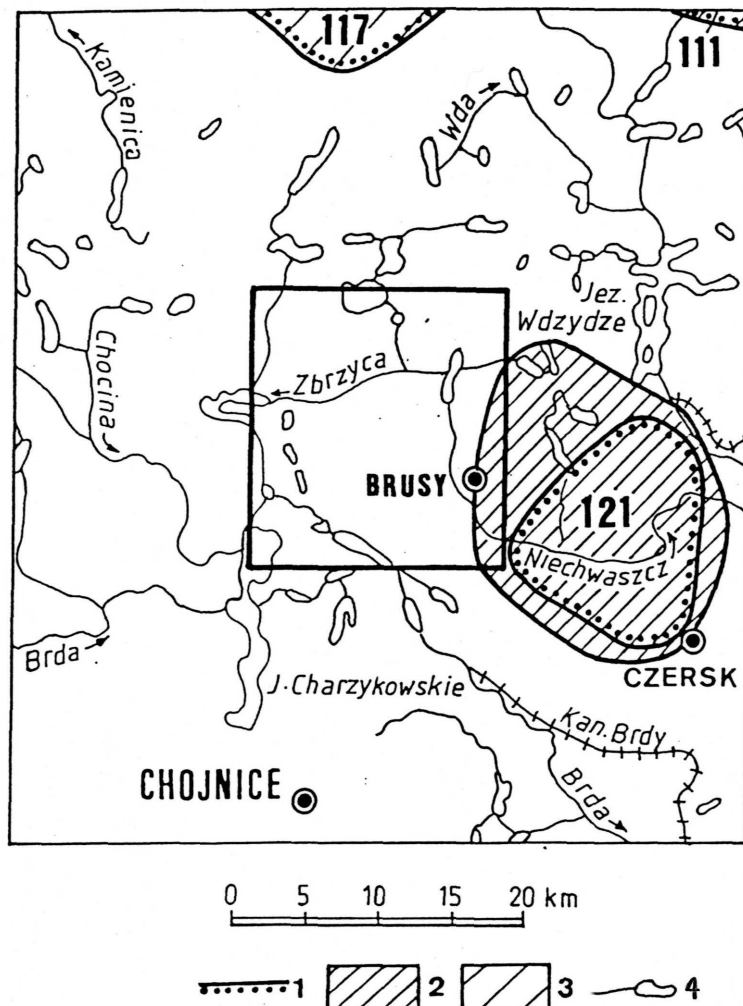 117
111
Kamienica
Wda
Jez.
Wdzydze
Chocina
Zbrzyca
BRUSY
121
Niechwaszcz
Brda
J. Charzykowskie
CZERSK
Kan. Brdy
CHOJNICE
Brda
0 5 10 15 20 km
1 2 3 4